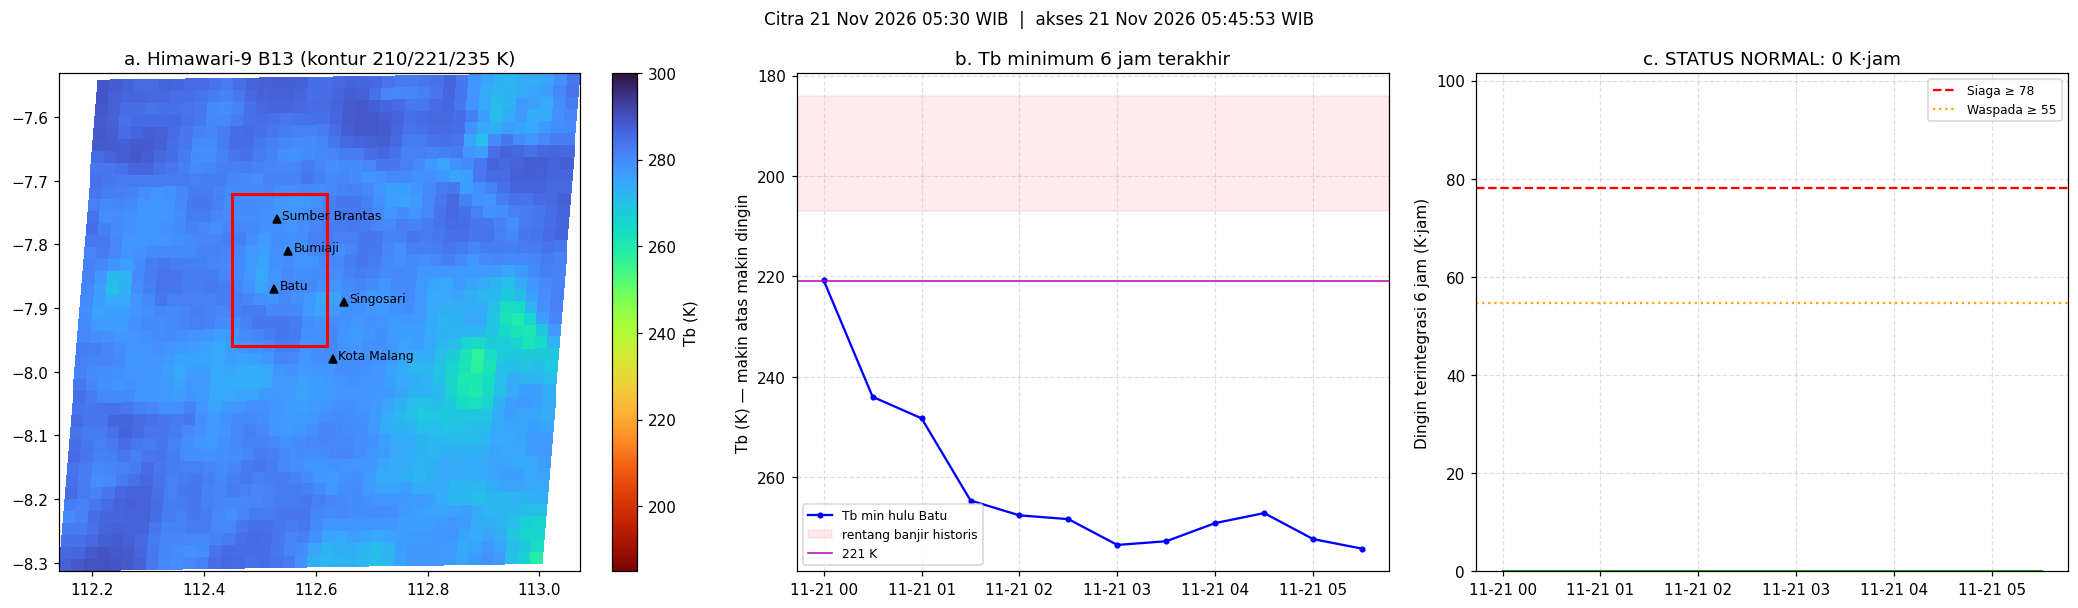 Citra 21 Nov 2026 05:30 WIB | akses 21 Nov 2026 05:45:53 WIB
a. Himawari-9 B13 (kontur 210/221/235 K)
−7.6
−7.7
−7.8
−7.9
−8.0
−8.1
−8.2
−8.3
112.2
112.4
112.6
112.8
113.0
Sumber Brantas
Bumiaji
Batu
Singosari
Kota Malang
300
280
260
240
220
200
Tb (K)
b. Tb minimum 6 jam terakhir
Tb (K) — makin atas makin dingin
180
200
220
240
260
Tb min hulu Batu
rentang banjir historis
221 K
11-21 00
11-21 01
11-21 02
11-21 03
11-21 04
11-21 05
c. STATUS NORMAL: 0 K·jam
Dingin terintegrasi 6 jam (K·jam)
100
80
60
40
20
0
Siaga ≥ 78
Waspada ≥ 55
11-21 00
11-21 01
11-21 02
11-21 03
11-21 04
11-21 05